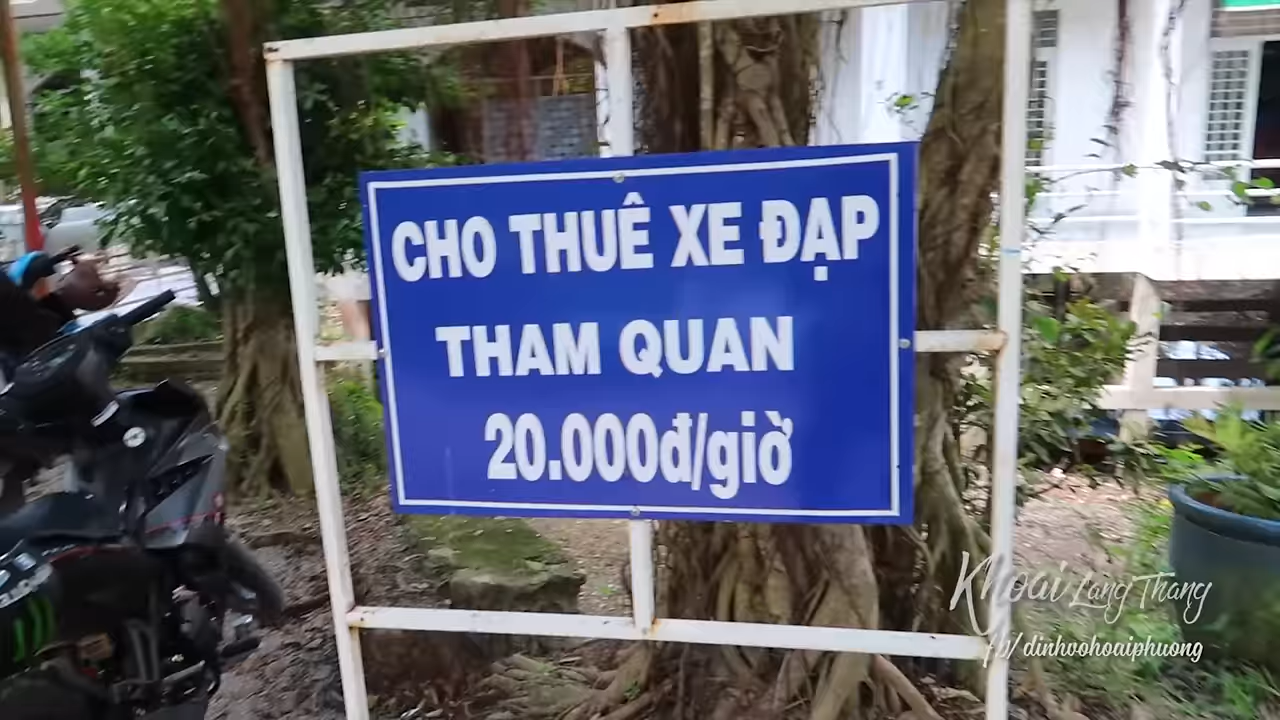 CHO THUÊ XE ĐẠP
THAM QUAN
20.000đ/giờ
Khoai Lang Thang
fb/ dinhvohoaiphuong